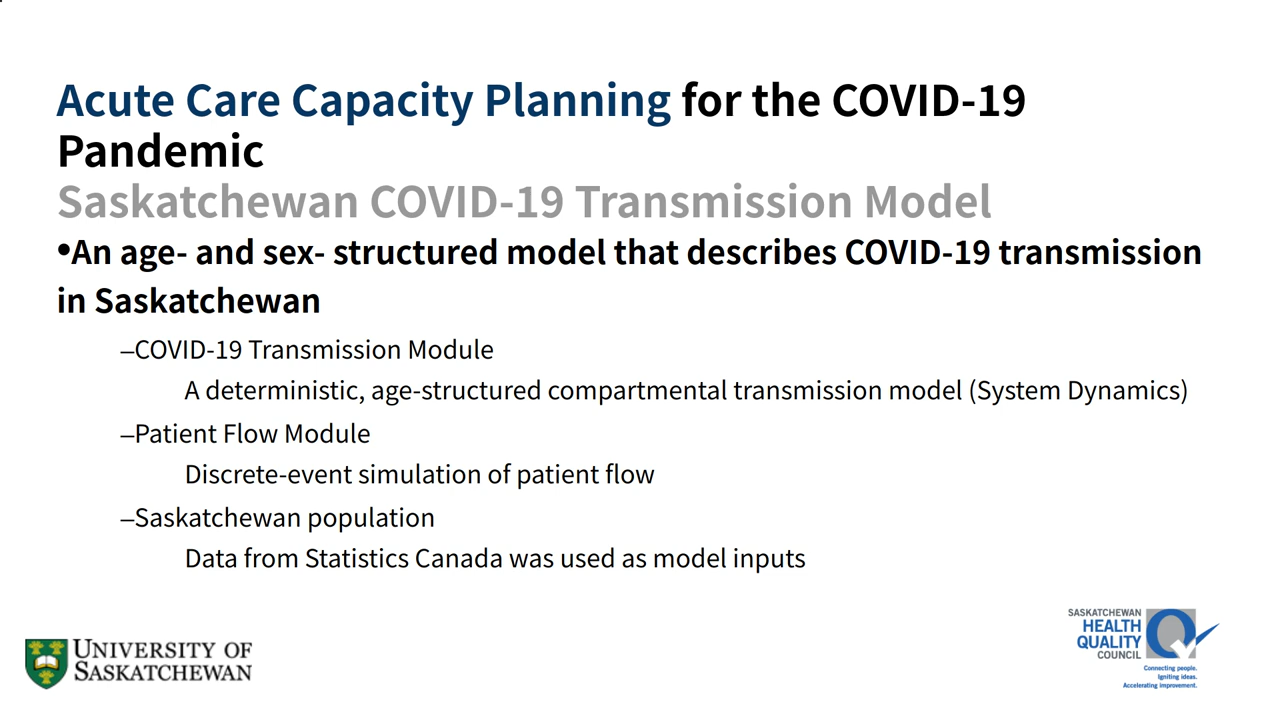 Acute Care Capacity Planning for the COVID-19
Pandemic
Saskatchewan COVID-19 Transmission Model
•An age- and sex- structured model that describes COVID-19 transmission
in Saskatchewan
–COVID-19 Transmission Module
A deterministic, age-structured compartmental transmission model (System Dynamics)
–Patient Flow Module
Discrete-event simulation of patient flow
–Saskatchewan population
Data from Statistics Canada was used as model inputs
UNIVERSITY OF
SASKATCHEWAN
SASKATCHEWAN
HEALTH
QUALITY
COUNCIL
Connecting people.
Igniting ideas.
Accelerating improvement.